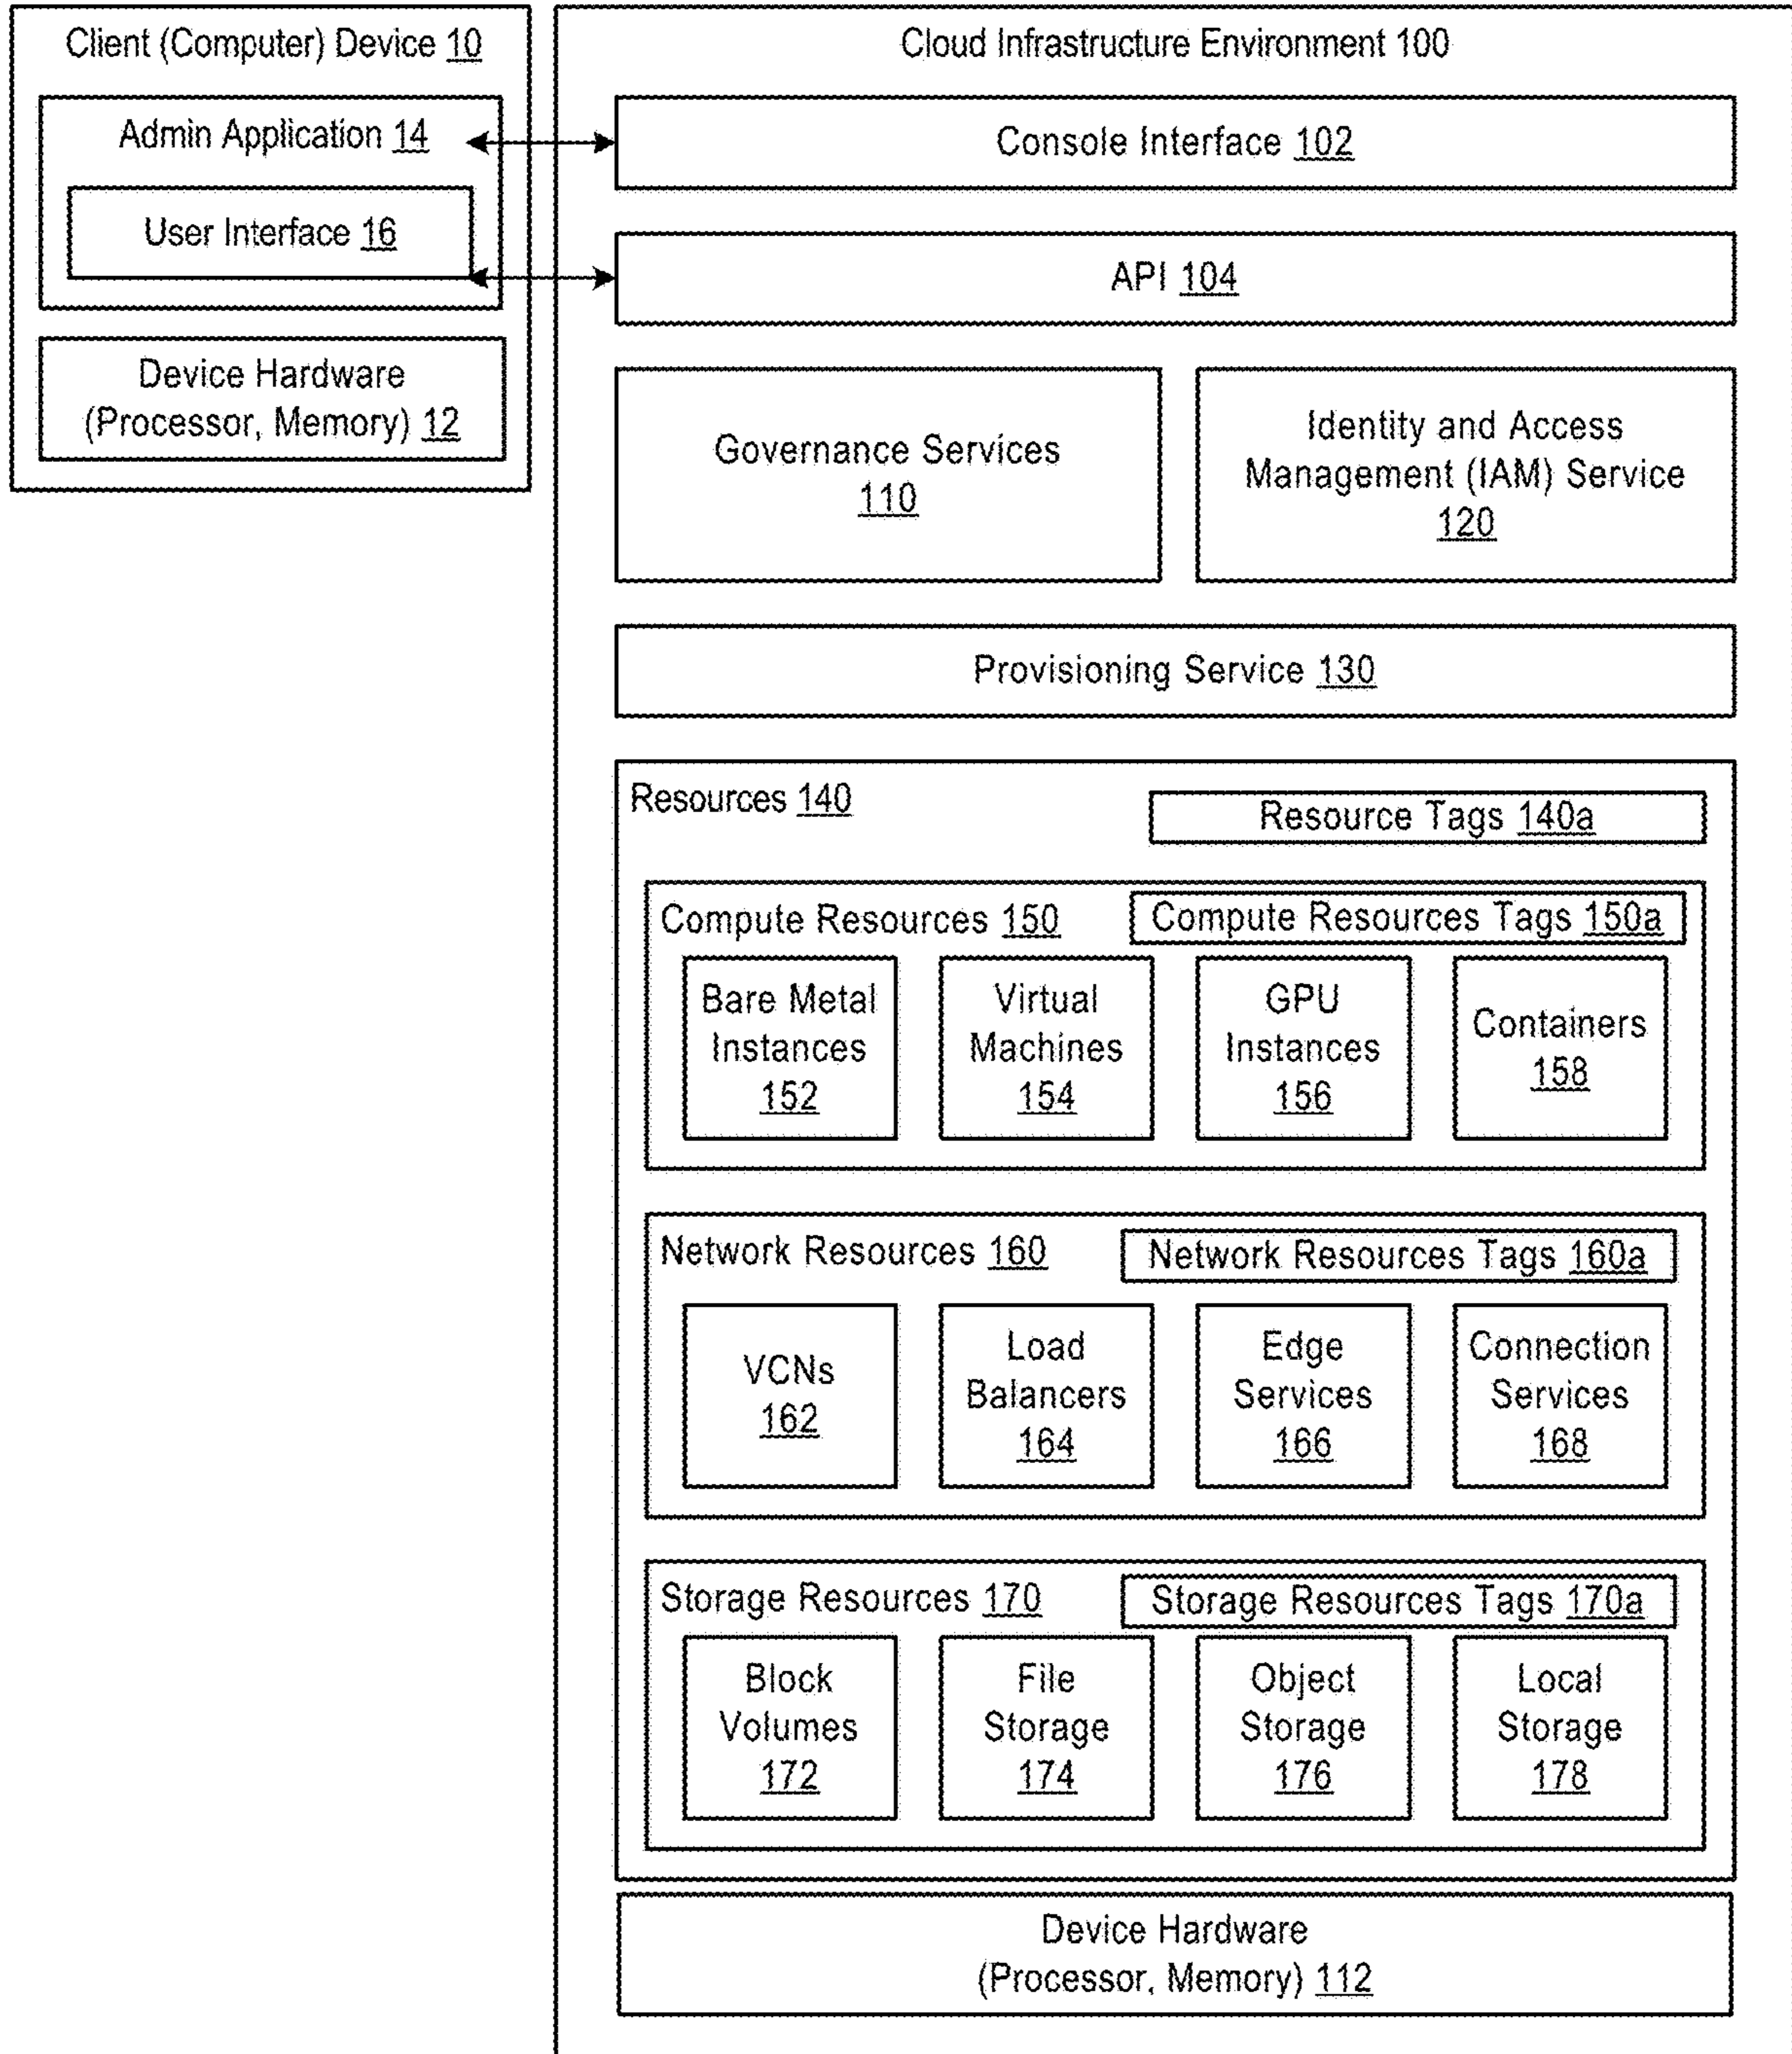 Client (Computer) Device 10
Admin Application 14
User Interface 16
Device Hardware
(Processor, Memory) 12
Cloud Infrastructure Environment 100
Console Interface 102
API 104
Governance Services
110
Identity and Access
Management (IAM) Service
120
Provisioning Service 130
Resources 140
Resource Tags 140a
Compute Resources 150
Compute Resources Tags 150a
Bare Metal
Instances
152
Virtual
Machines
154
GPU
Instances
156
Containers
158
Network Resources 160
Network Resources Tags 160a
VCNs
162
Load
Balancers
164
Edge
Services
166
Connection
Services
168
Storage Resources 170
Storage Resources Tags 170a
Block
Volumes
172
File
Storage
174
Object
Storage
176
Local
Storage
178
Device Hardware
(Processor, Memory) 112